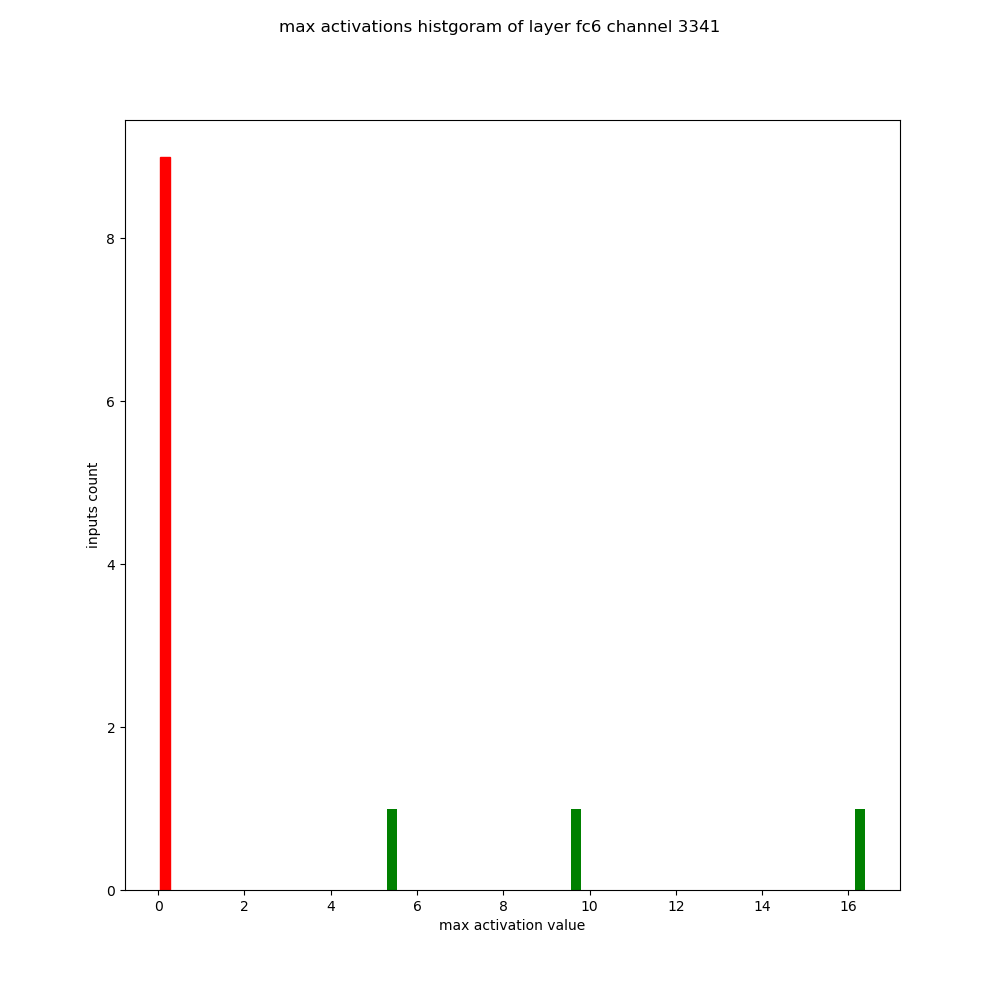 max activations histgoram of layer fc6 channel 3341
8
6
4
2
0
inputs count
0 2 4 6 8 10 12 14 16
max activation value